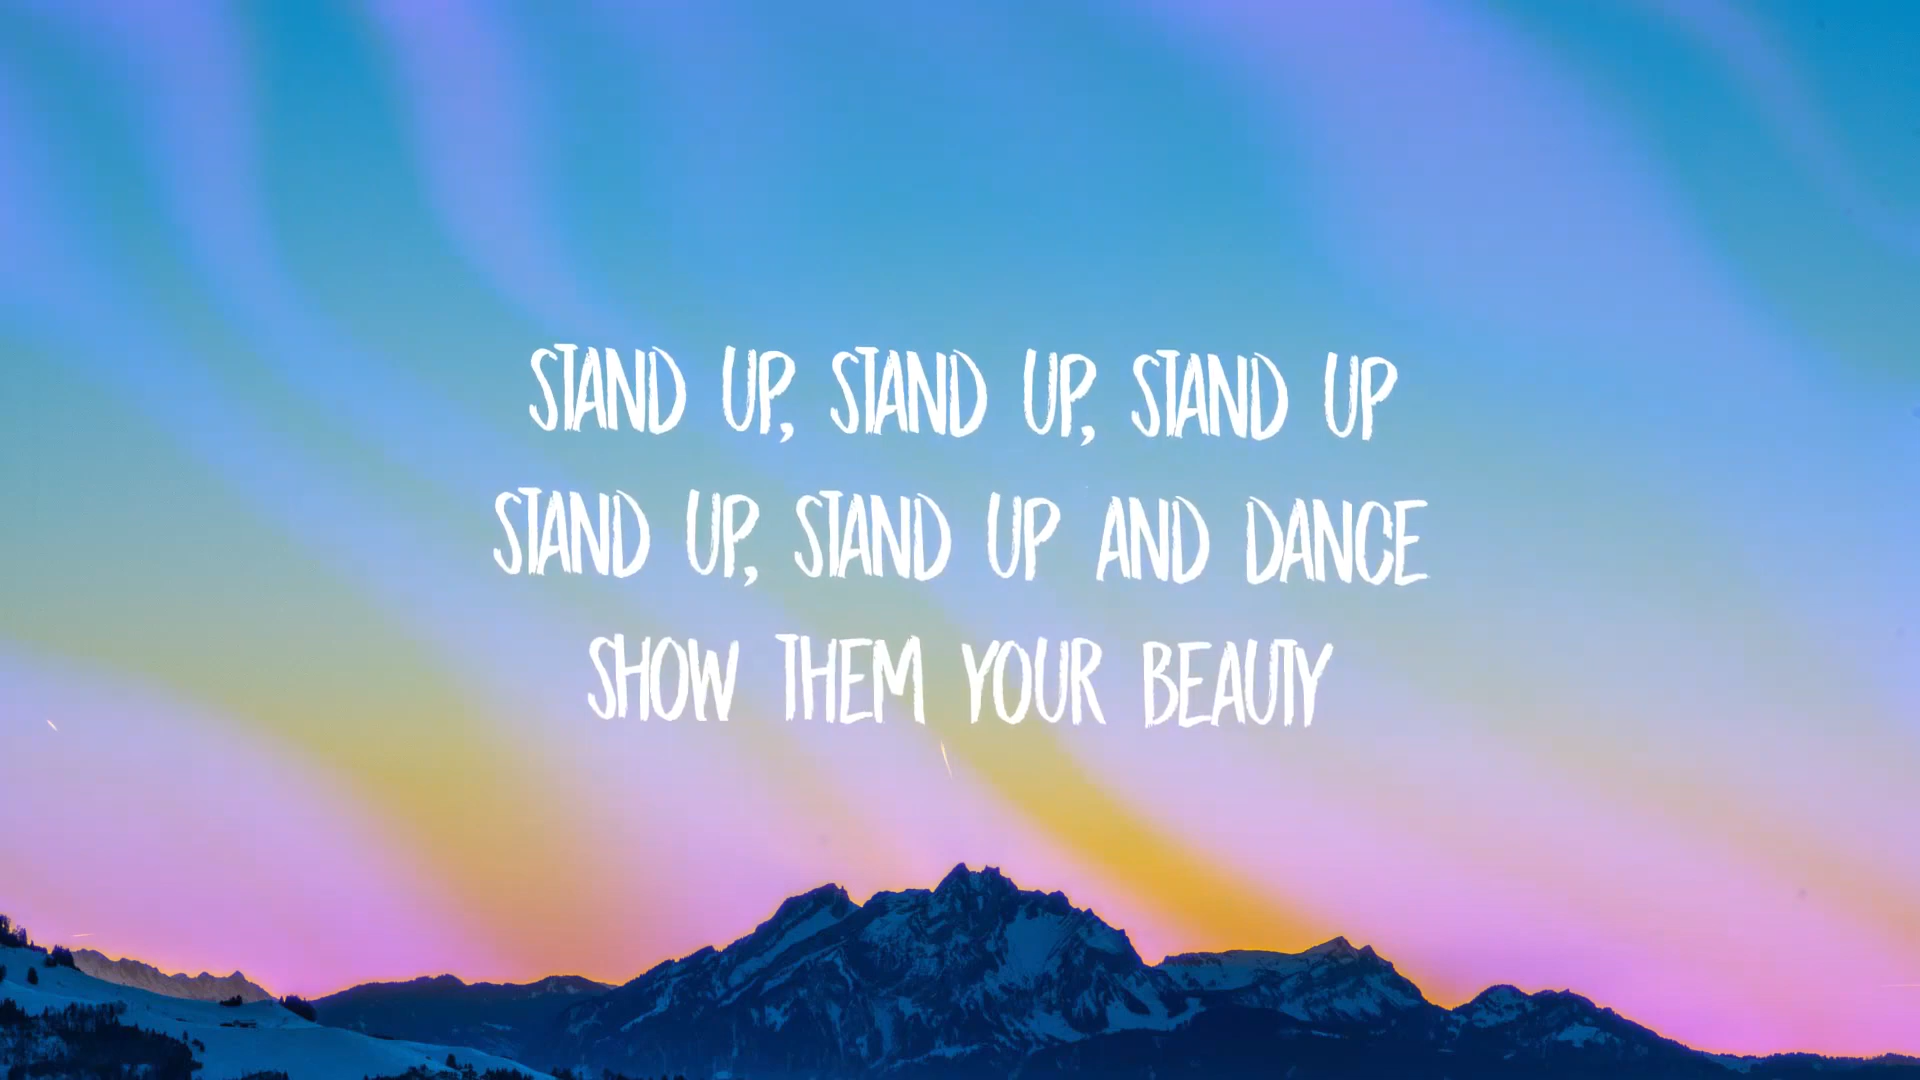 STAND UP, STAND UP, STAND UP
STAND UP, STAND UP AND DANCE
SHOW THEM YOUR BEAUTY